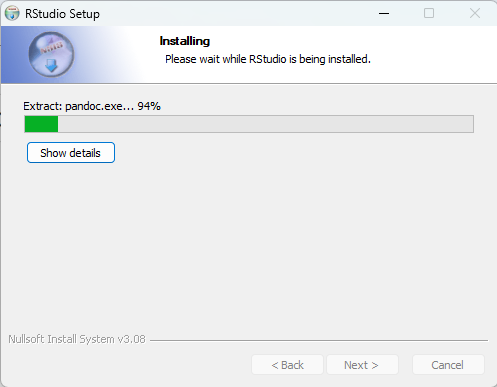 RStudio Setup
Installing
Please wait while RStudio is being installed.
Extract: pandoc.exe... 94%
Show details
Nullsoft Install System v3.08
< Back
Next >
Cancel